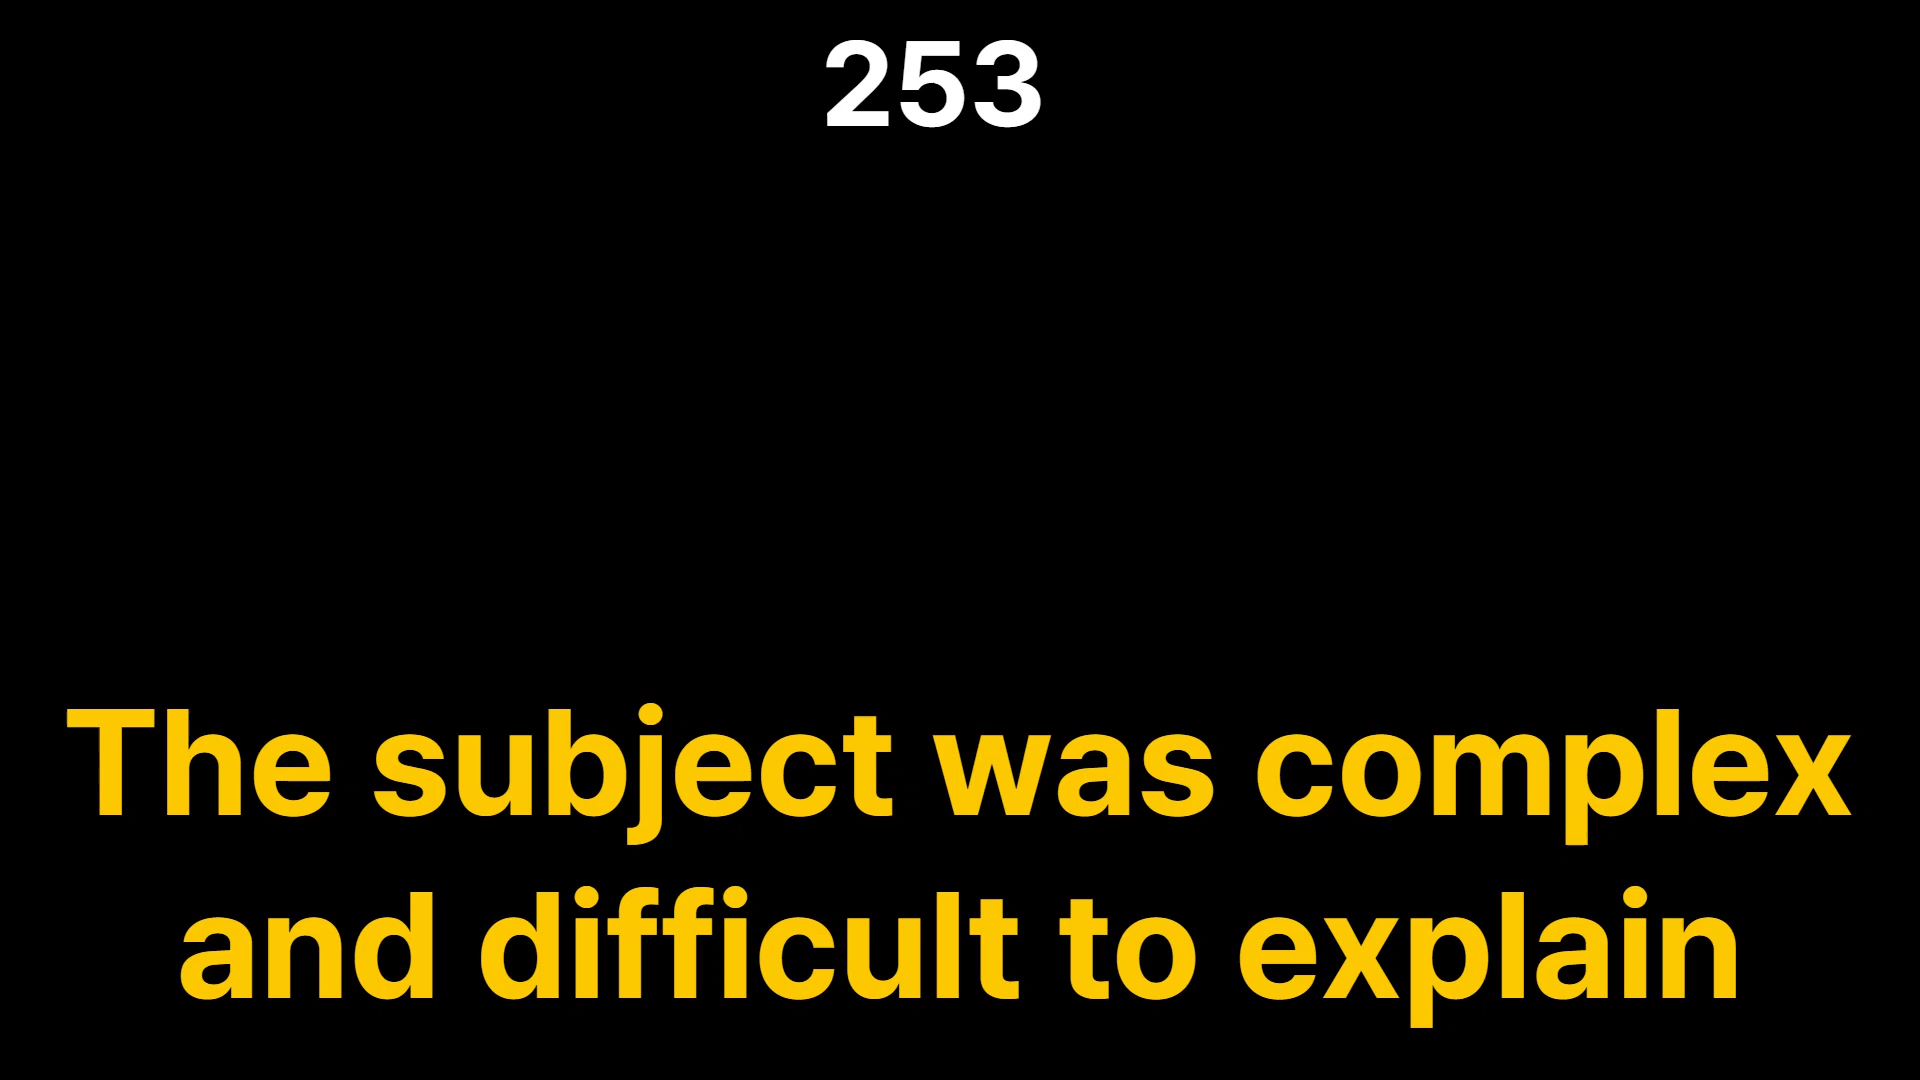 253
The subject was complex
and difficult to explain